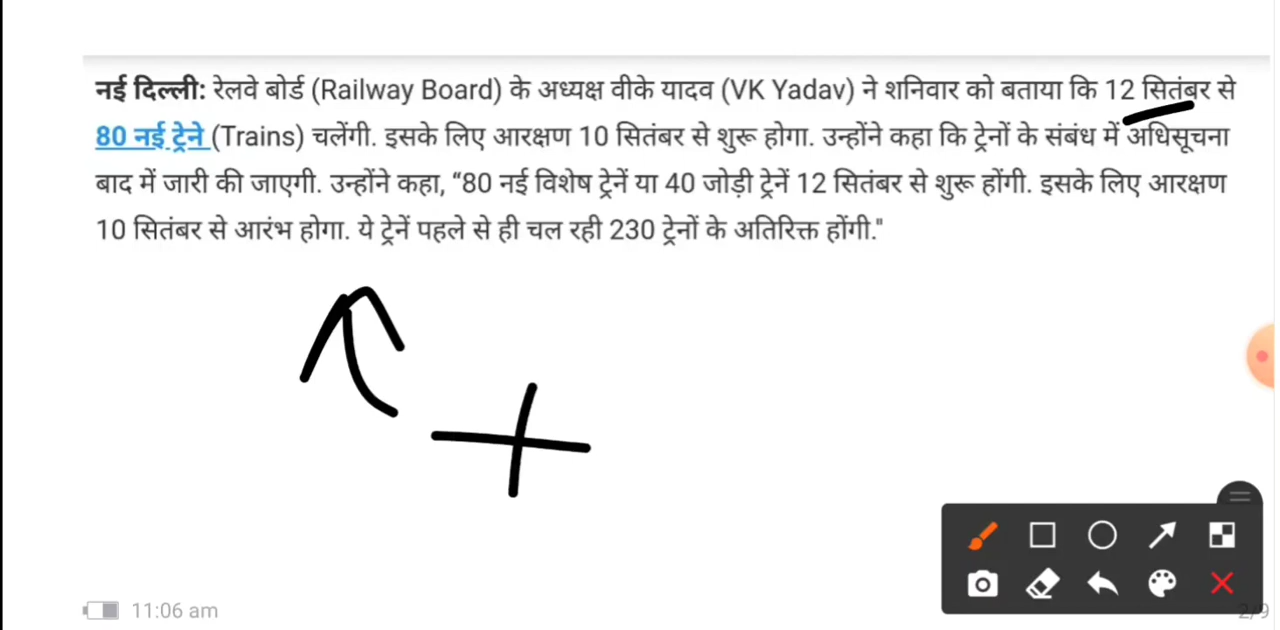 नई दिल्ली: रेलवे बोर्ड (Railway Board) के अध्यक्ष वीके यादव (VK Yadav) ने शनिवार को बताया कि 12 सितंबर से
80 नई ट्रेने (Trains) चलेंगी. इसके लिए आरक्षण 10 सितंबर से शुरू होगा. उन्होंने कहा कि ट्रेनों के संबंध में अधिसूचना
बाद में जारी की जाएगी. उन्होंने कहा, “80 नई विशेष ट्रेनें या 40 जोड़ी ट्रेनें 12 सितंबर से शुरू होंगी. इसके लिए आरक्षण
10 सितंबर से आरंभ होगा. ये ट्रेनें पहले से ही चल रही 230 ट्रेनों के अतिरिक्त होंगी."
11:06 am
2/9